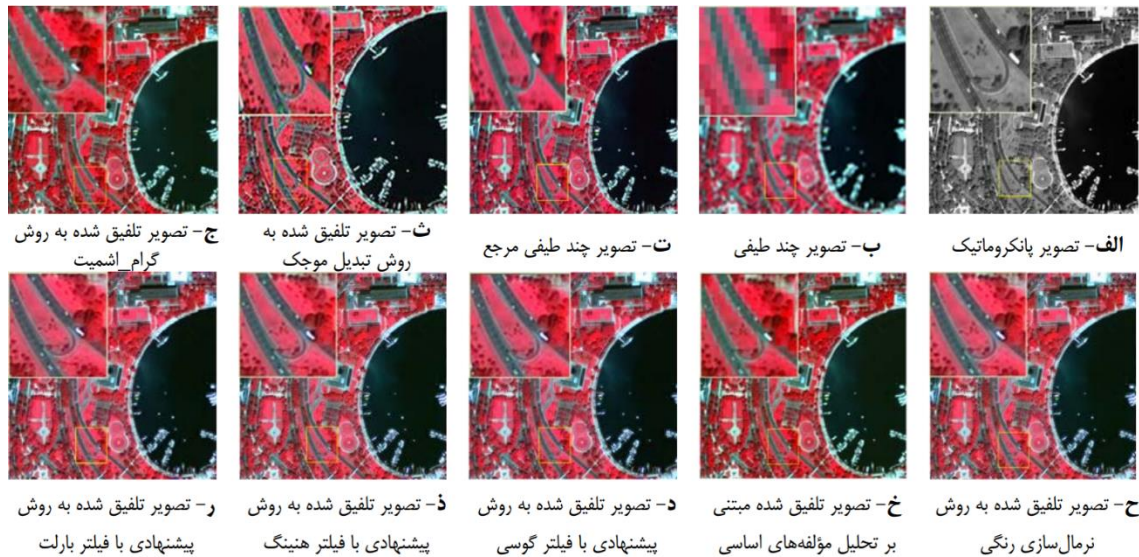 الف- تصویر پانکروماتیک
ب- تصویر چند طیفی
ت- تصویر چند طیفی مرجع
ث- تصویر تلفیق شده به
روش تبدیل موجک
ج- تصویر تلفیق شده به روش
گرام_اشمیت
ح- تصویر تلفیق شده به روش
نرمال‌سازی رنگی
خ- تصویر تلفیق شده مبتنی
بر تحلیل مؤلفه‌های اساسی
د- تصویر تلفیق شده به روش
پیشنهادی با فیلتر گوسی
ذ- تصویر تلفیق شده به روش
پیشنهادی با فیلتر هنینگ
ر- تصویر تلفیق شده به روش
پیشنهادی با فیلتر بارلت